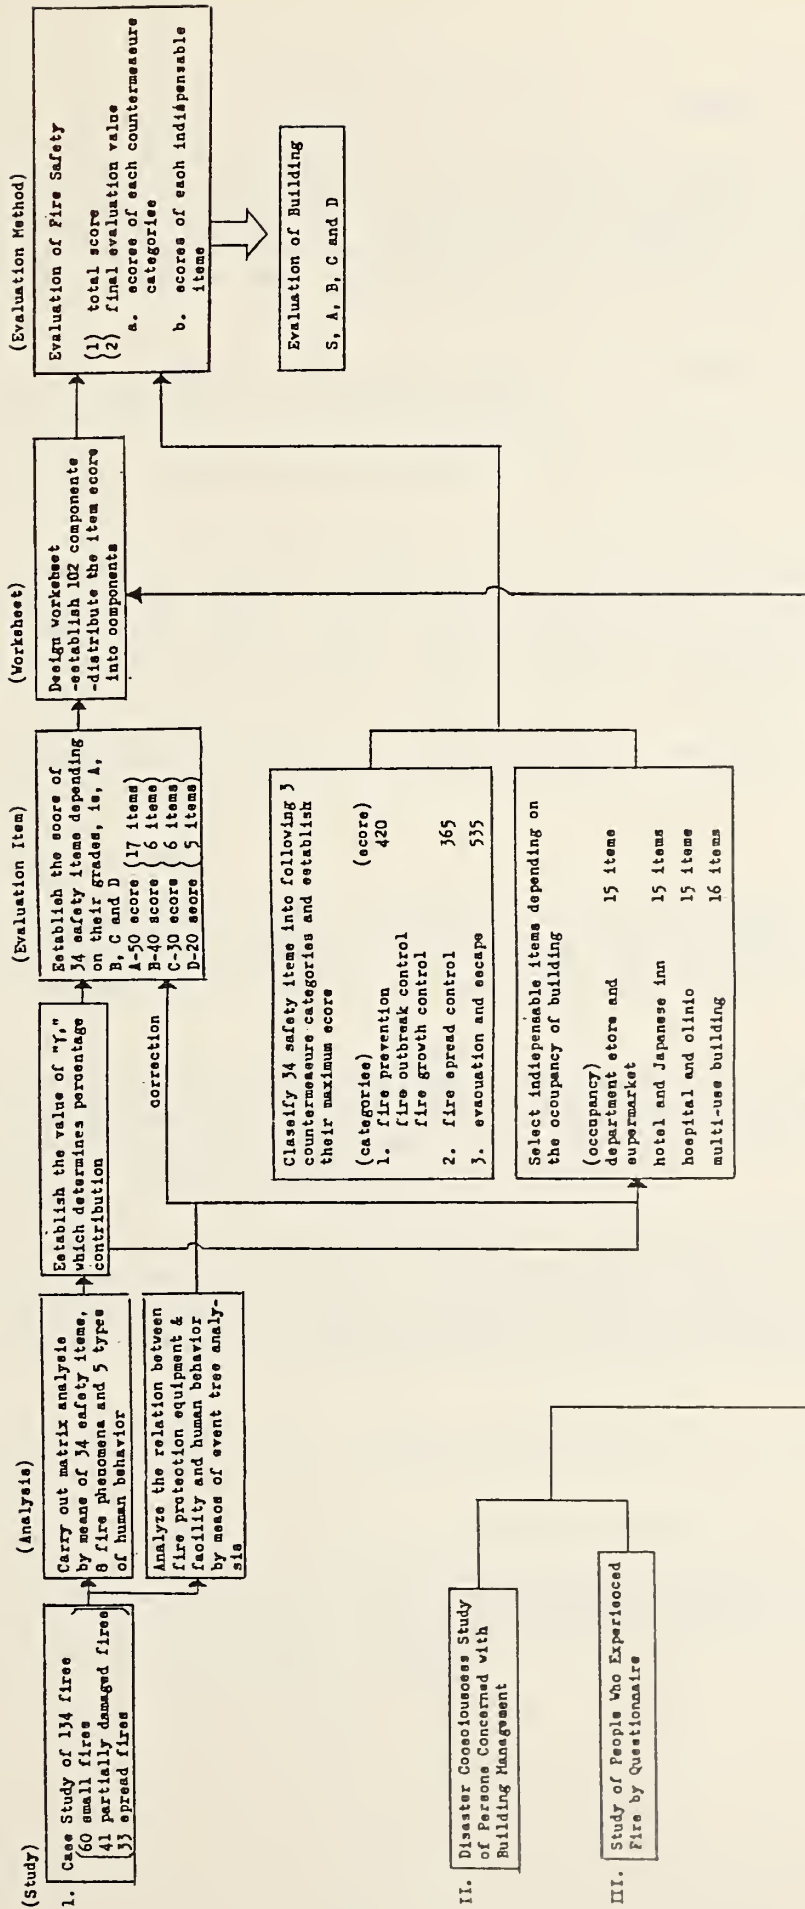 (Study)
1. Case Study of 134 fires
(60 small fires
41 partially damaged fires
33 spread fires)
(Analysis)
Carry out matrix analysis
by means of 34 safety items,
8 fire phenomena and 5 types
of human behavior
Analyze the relation between
fire protection equipment &
facility and human behavior
by means of event tree analy-
sis
Establish the value of "γ,"
which determines percentage
contribution
correction
(Evaluation Item)
Establish the score of
34 safety items depending
on their grades, is, A,
B, C and D
A-50 score (17 items)
B-40 score (6 items)
C-30 score (6 items)
D-20 score (5 items)
Classify 34 safety items into following 3
countermeasure categories and establish
their maximum score
(categories) (score)
1. fire prevention 420
fire outbreak control
fire growth control
2. fire spread control 365
3. evacuation and escape 535
Select indispensable items depending on
the occupancy of building
(occupancy)
department store and
supermarket 15 items
hotel and Japanese inn 15 items
hospital and clinic 15 items
multi-use building 16 items
(Worksheet)
Design worksheet
-establish 102 components
-distribute the item score
into components
(Evaluation Method)
Evaluation of Fire Safety
(1) total score
(2) final evaluation value
a. scores of each countermeasure
categories
b. scores of each indispensable
items
Evaluation of Building
S, A, B, C and D
II. Disaster Consciousness Study
of Persons Concerned with
Building Management
III. Study of People Who Experienced
Fire by Questionnaire